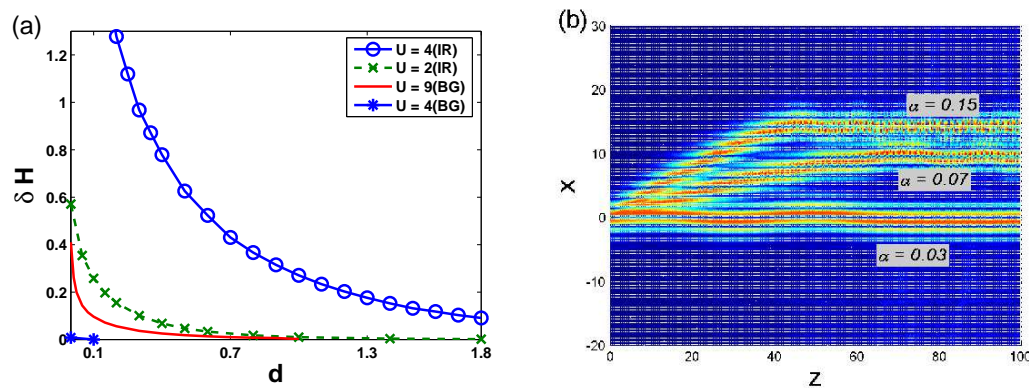 (a)
δ H
1.2
1
0.8
0.6
0.4
0.2
0
0.1
0.7
1.3
1.8
d
U = 4(IR)
U = 2(IR)
U = 9(BG)
U = 4(BG)
(b)
x
30
20
10
0
-10
-20
0
20
40
60
80
100
z
α = 0.15
α = 0.07
α = 0.03